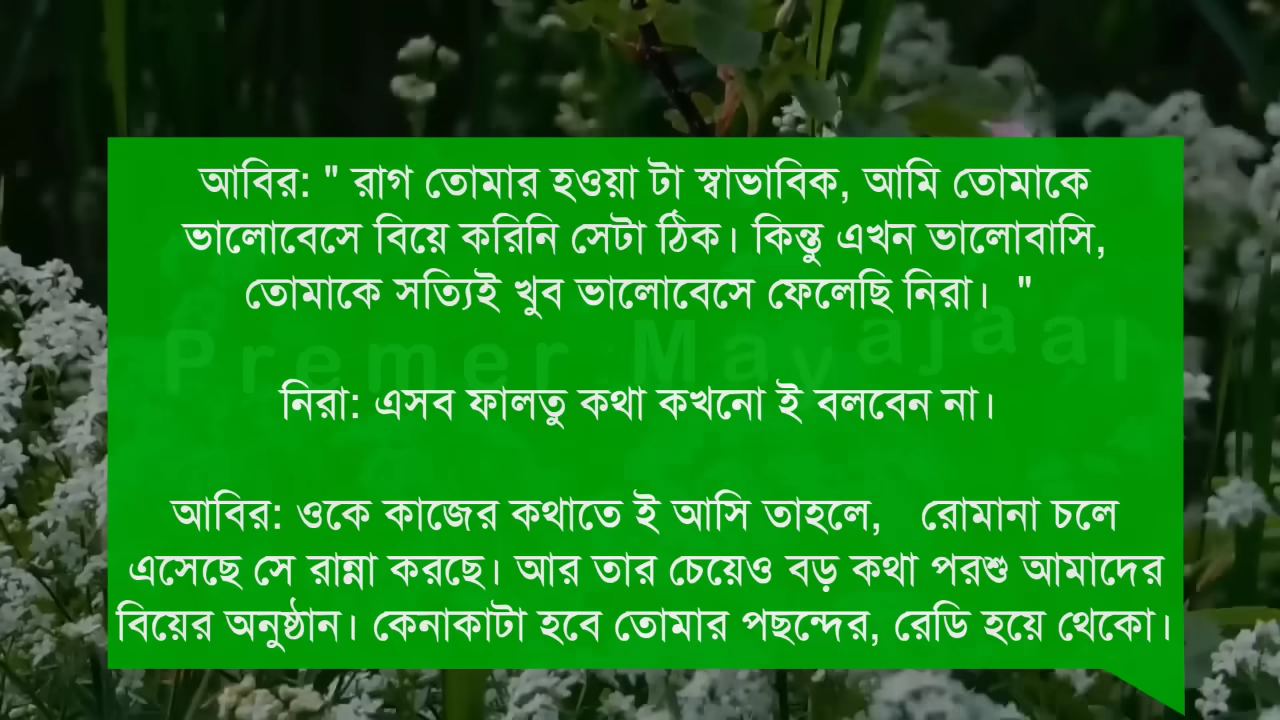 আবির: " রাগ তোমার হওয়া টা স্বাভাবিক, আমি তোমাকে
ভালোবেসে বিয়ে করিনি সেটা ঠিক। কিন্তু এখন ভালোবাসি,
তোমাকে সত্যিই খুব ভালোবেসে ফেলেছি নিরা। "
Premer Mayajaal
নিরা: এসব ফালতু কথা কখনো ই বলবেন না।
আবির: ওকে কাজের কথাতে ই আসি তাহলে, রোমানা চলে
এসেছে সে রান্না করছে। আর তার চেয়েও বড় কথা পরশু আমাদের
বিয়ের অনুষ্ঠান। কেনাকাটা হবে তোমার পছন্দের, রেডি হয়ে থেকো।